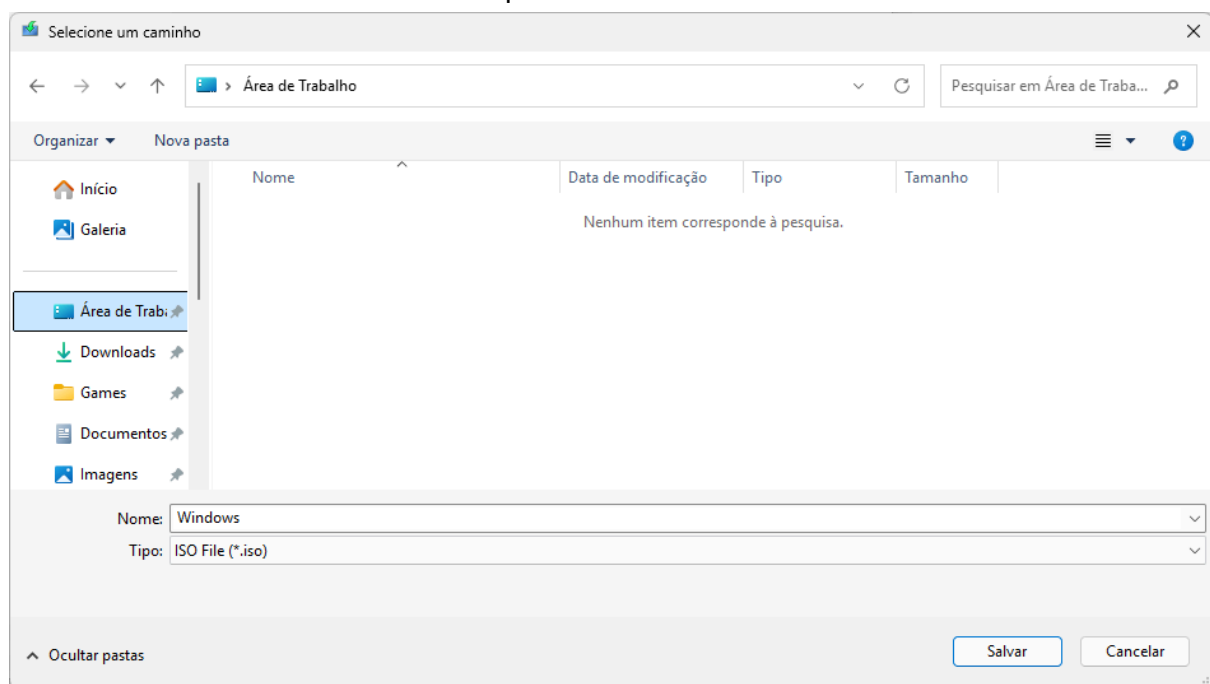 Selecione um caminho
Área de Trabalho
Pesquisar em Área de Traba...
Organizar
Nova pasta
Nome
Data de modificação
Tipo
Tamanho
Nenhum item corresponde à pesquisa.
Início
Galeria
Área de Trab
Downloads
Games
Documentos
Imagens
Nome: Windows
Tipo: ISO File (*.iso)
Ocultar pastas
Salvar
Cancelar